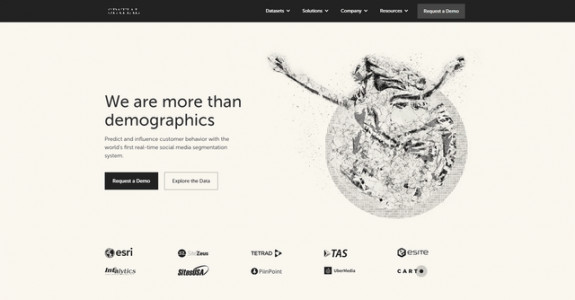 SPATIAL
Datasets Solutions Company Resources Request a Demo
We are more than
demographics
Predict and influence customer behavior with the
world's first real-time social media segmentation
system.
Request a Demo Explore the Data
esri SiteZeus TETRAD TAS eSITE
Intalytics SitesUSA PiinPoint UberMedia CARTO